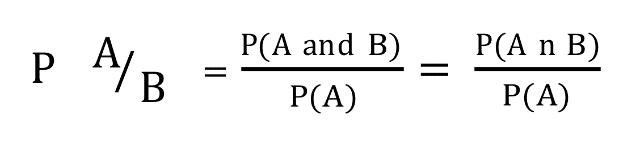 P A/B = P(A and B)/P(A) = P(A n B)/P(A)